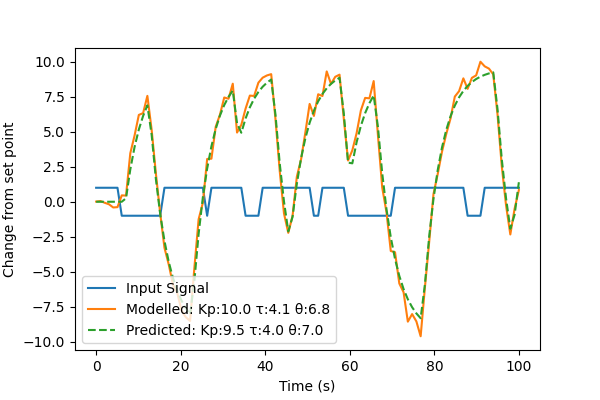 Change from set point
10.0
7.5
5.0
2.5
0.0
−2.5
−5.0
−7.5
−10.0
Input Signal
Modelled: Kp:10.0 τ:4.1 θ:6.8
Predicted: Kp:9.5 τ:4.0 θ:7.0
0 20 40 60 80 100
Time (s)